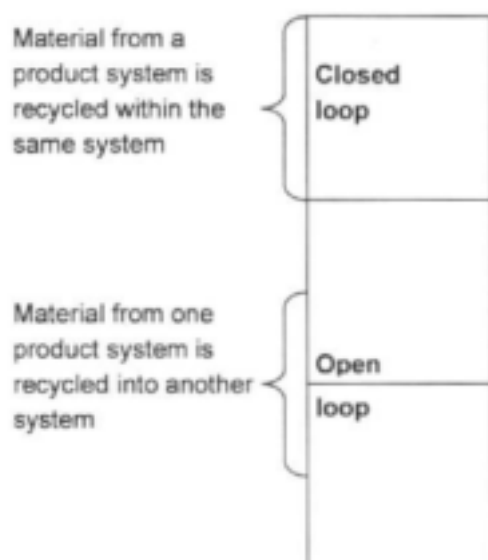 Material from a
product system is
recycled within the
same system
Closed
loop
Material from one
product system is
recycled into another
system
Open
loop